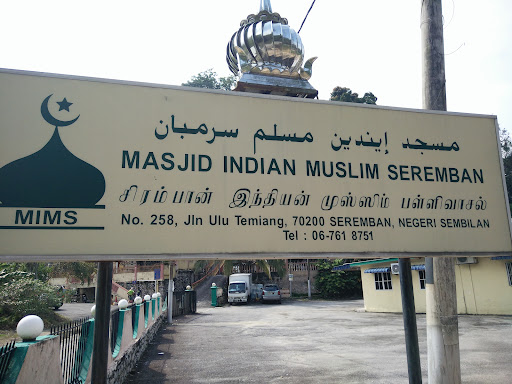 مسجد إيندين مسلم سرمبان
MASJID INDIAN MUSLIM SEREMBAN
சிரம்பான் இந்தியன் முஸ்லிம் பள்ளிவாசல்
MIMS
No. 258, Jln Ulu Temiang, 70200 SEREMBAN, NEGERI SEMBILAN
Tel : 06-761 8751